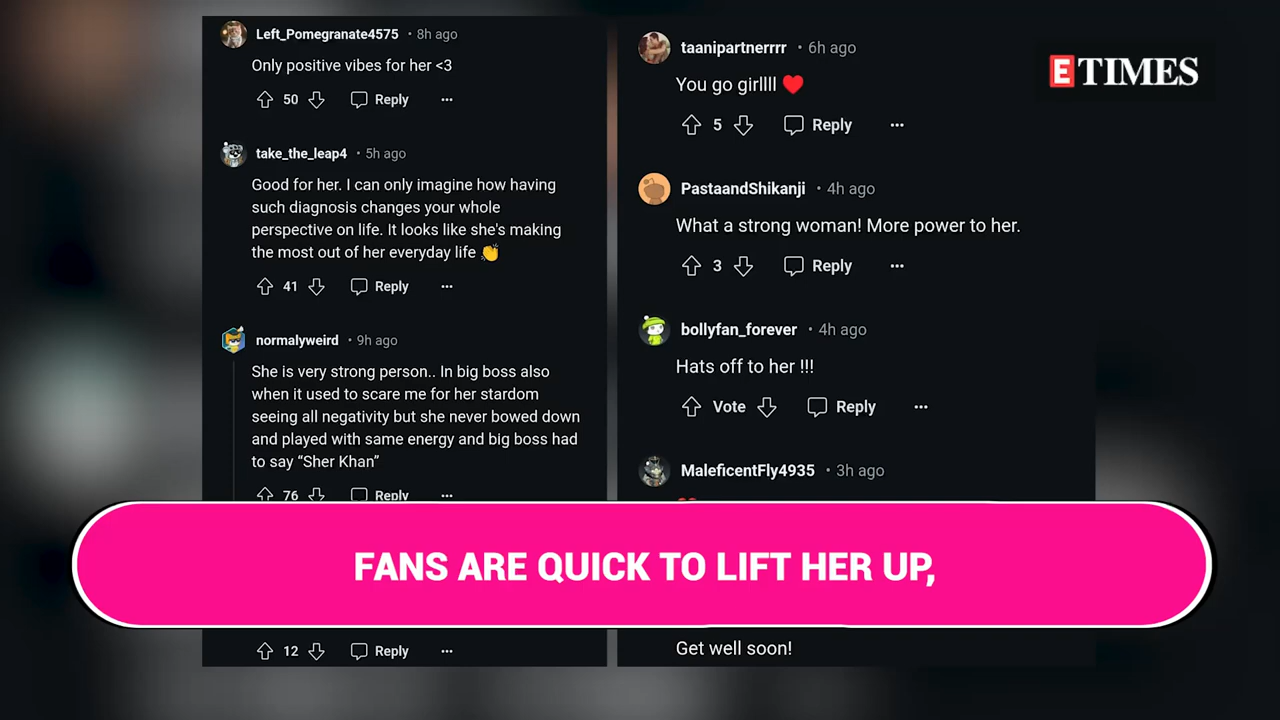 Left_Pomegranate4575 • 8h ago
Only positive vibes for her <3
50 Reply ...
take_the_leap4 • 5h ago
Good for her. I can only imagine how having
such diagnosis changes your whole
perspective on life. It looks like she's making
the most out of her everyday life 👏
41 Reply ...
normalyweird • 9h ago
She is very strong person.. In big boss also
when it used to scare me for her stardom
seeing all negativity but she never bowed down
and played with same energy and big boss had
to say “Sher Khan”
76 Reply ...
12 Reply ...
taanipartnerrrr • 6h ago
You go girllll ❤️
5 Reply ...
PastaandShikanji • 4h ago
What a strong woman! More power to her.
3 Reply ...
bollyfan_forever • 4h ago
Hats off to her !!!
Vote Reply ...
MaleficentFly4935 • 3h ago
Get well soon!
ETIMES
FANS ARE QUICK TO LIFT HER UP,